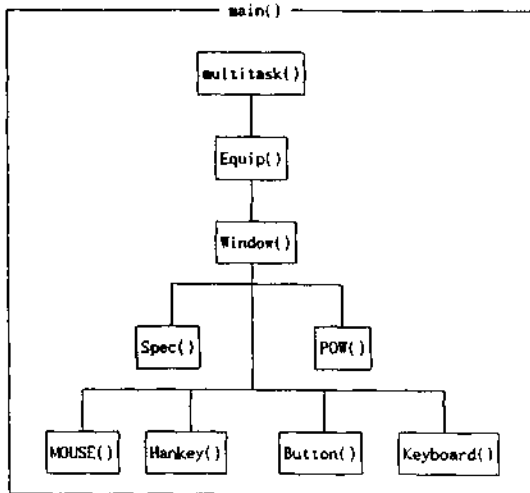 main()
multitask()
Equip()
Window()
Spec() POW()
MOUSE() Hankey() Button() Keyboard()